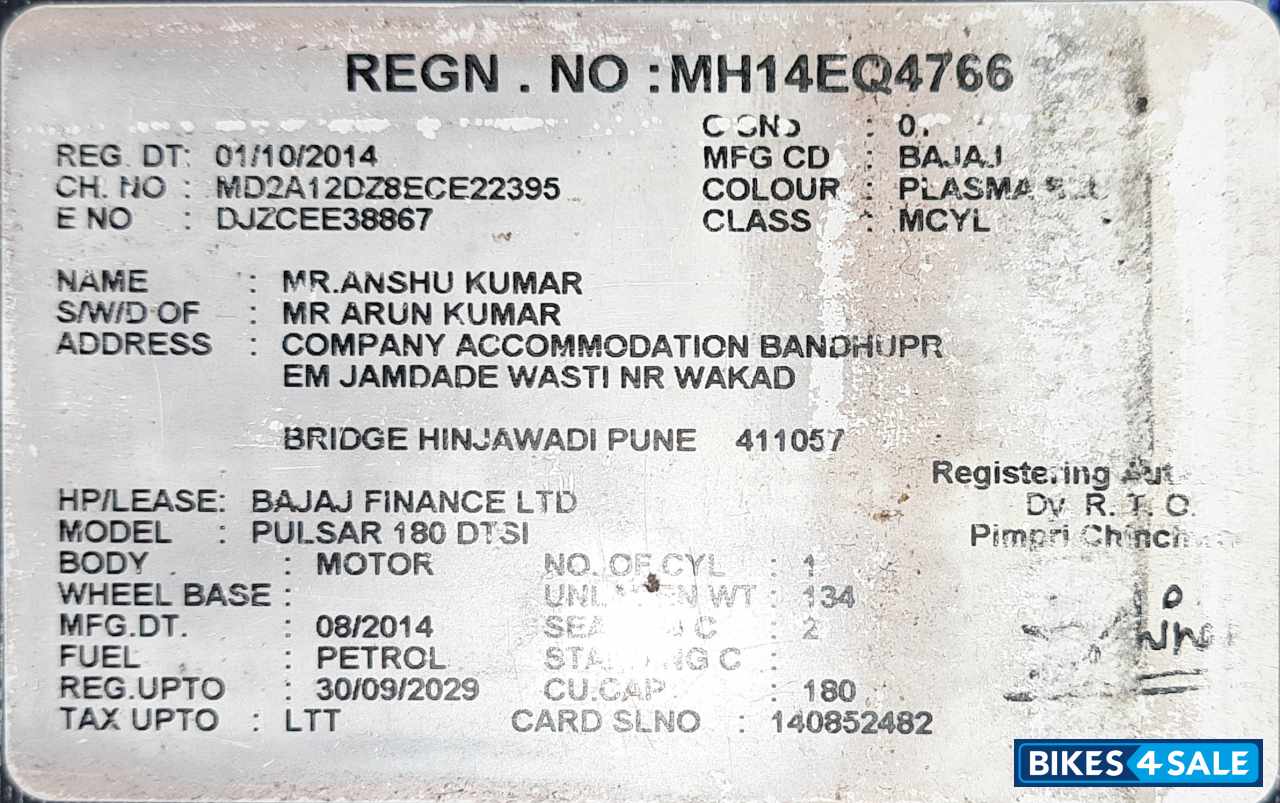 REGN . NO : MH14EQ4766
: 0
REG. DT: 01/10/2014 MFG CD : BAJAJ
CH. NO : MD2A12DZ8ECE22395 COLOUR : PLASMA
E NO : DJZCEE38867 CLASS : MCYL
NAME : MR.ANSHU KUMAR
S/W/D OF : MR ARUN KUMAR
ADDRESS : COMPANY ACCOMMODATION BANDHUPR
EM JAMDADE WASTI NR WAKAD
BRIDGE HINJAWADI PUNE 411057
Registering
HP/LEASE: BAJAJ FINANCE LTD Dy. R. T. O.
MODEL : PULSAR 180 DTSI Pimpri
BODY : MOTOR NO. OF CYL : 1
WHEEL BASE : WT : 134
MFG.DT. : 08/2014 C : 2
FUEL : PETROL C :
REG.UPTO : 30/09/2029 CU.CAP : 180
TAX UPTO : LTT CARD SLNO : 140852482
BIKES4SALE